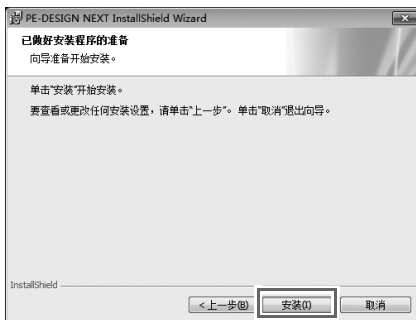 PE-DESIGN NEXT InstallShield Wizard
已做好安装程序的准备
向导准备开始安装。
单击“安装”开始安装。
要查看或更改任何安装设置，请单击“上一步”。 单击“取消”退出向导。
InstallShield
< 上一步(B)
安装(I)
取消